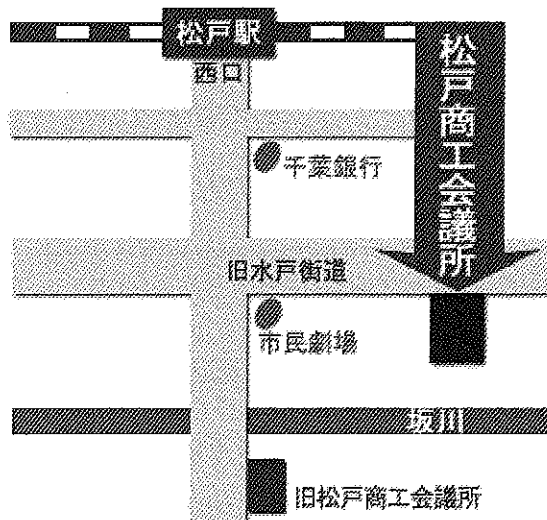 松戸駅
西口
松戸商工会議所
千葉銀行
旧水戸街道
市民劇場
坂川
旧松戸商工会議所